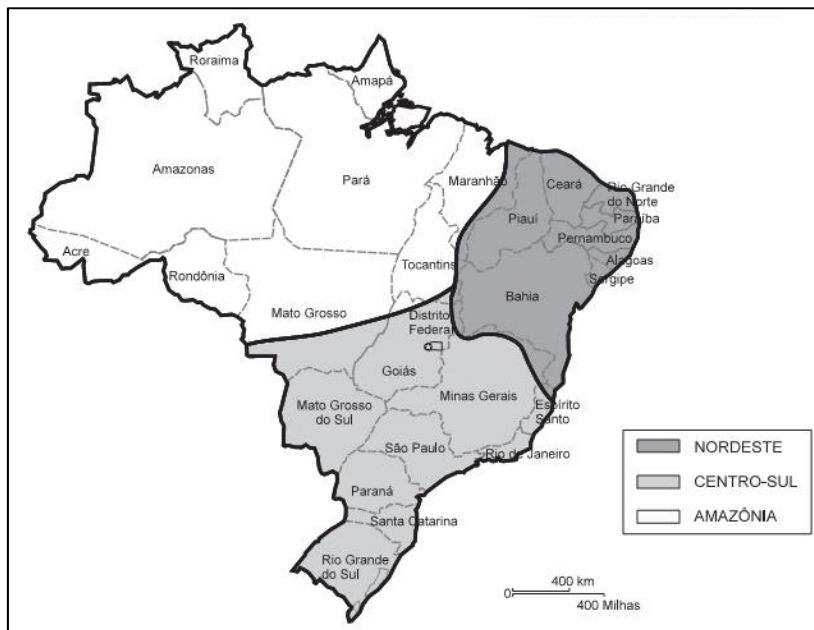 Roraima
Amapá
Amazonas
Pará
Maranhão
Ceará
Rio Grande
do Norte
Piauí
Paraíba
Pernambuco
Acre
Rondônia
Tocantins
Alagoas
Sergipe
Mato Grosso
Bahia
Distrito
Federal
Goiás
Minas Gerais
Mato Grosso
do Sul
Espírito
Santo
São Paulo
Rio de Janeiro
Paraná
Santa Catarina
Rio Grande
do Sul
NORDESTE
CENTRO-SUL
AMAZÔNIA
400 km
0
400 Milhas